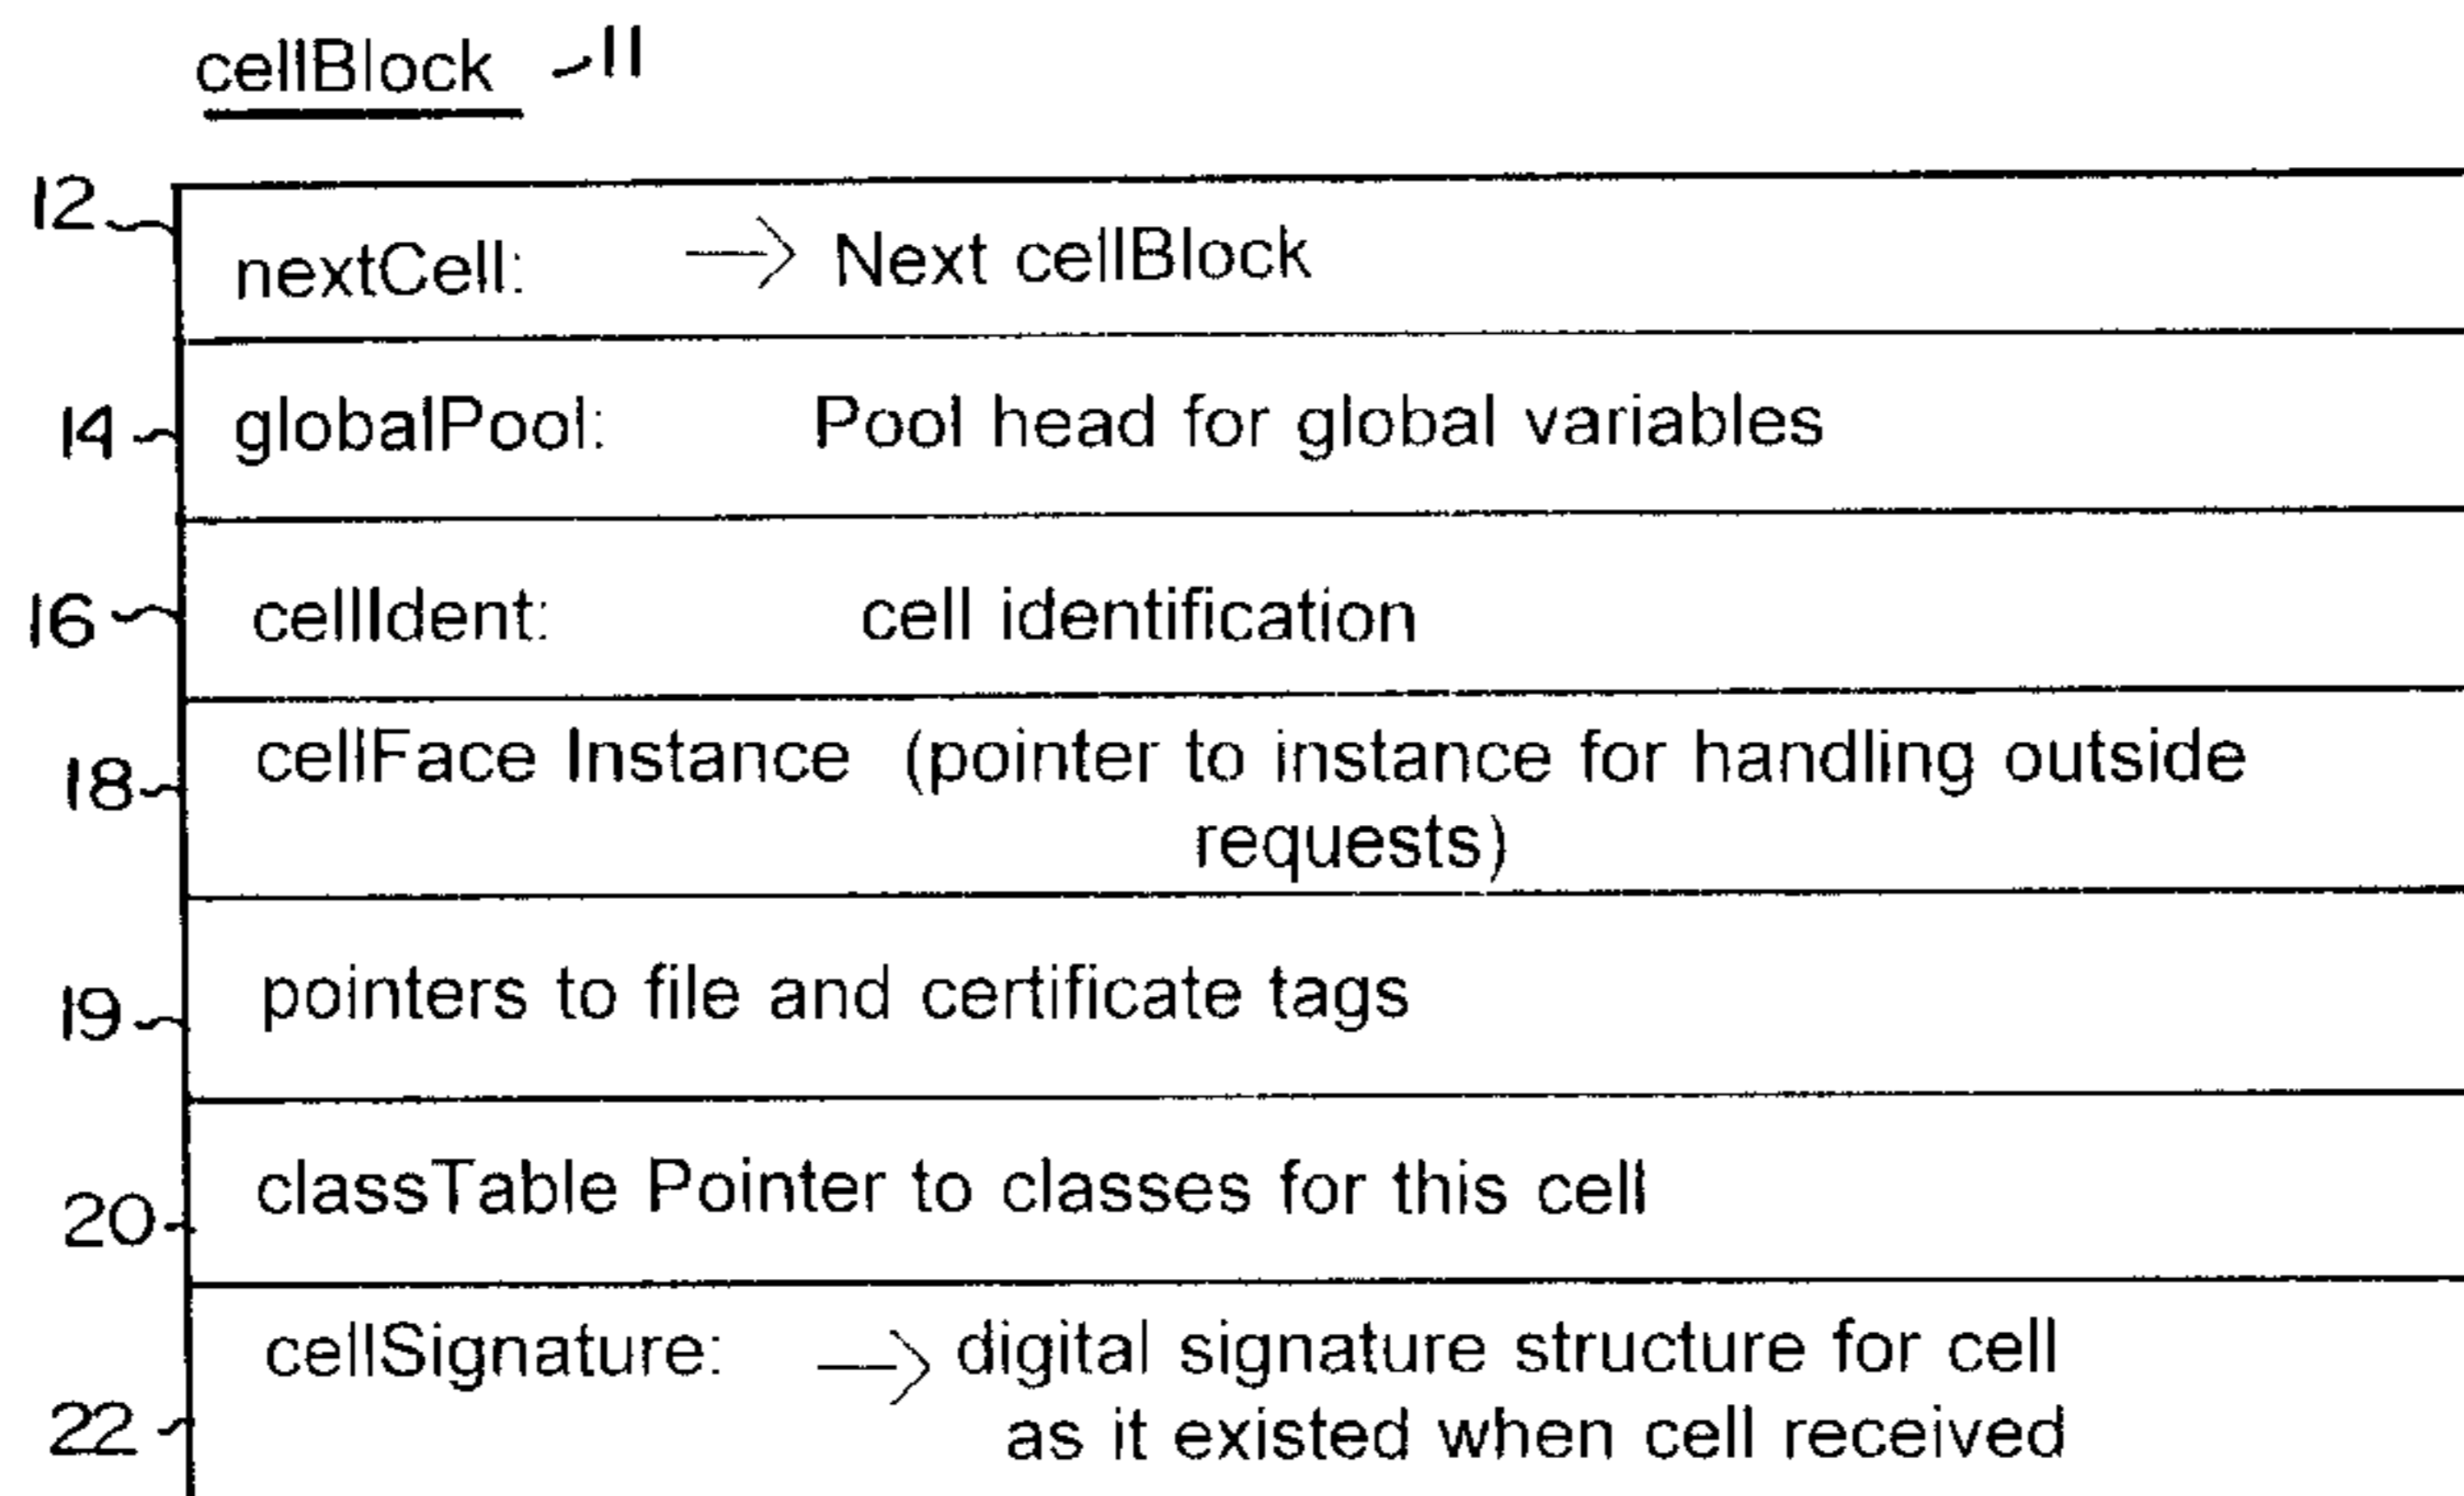 cellBlock 11
12
nextCell: → Next cellBlock
14 globalPool: Pool head for global variables
16 cellIdent: cell identification
cellFace Instance (pointer to instance for handling outside
18
requests)
19 pointers to file and certificate tags
20 classTable Pointer to classes for this cell
cellSignature: → digital signature structure for cell
22 as it existed when cell received